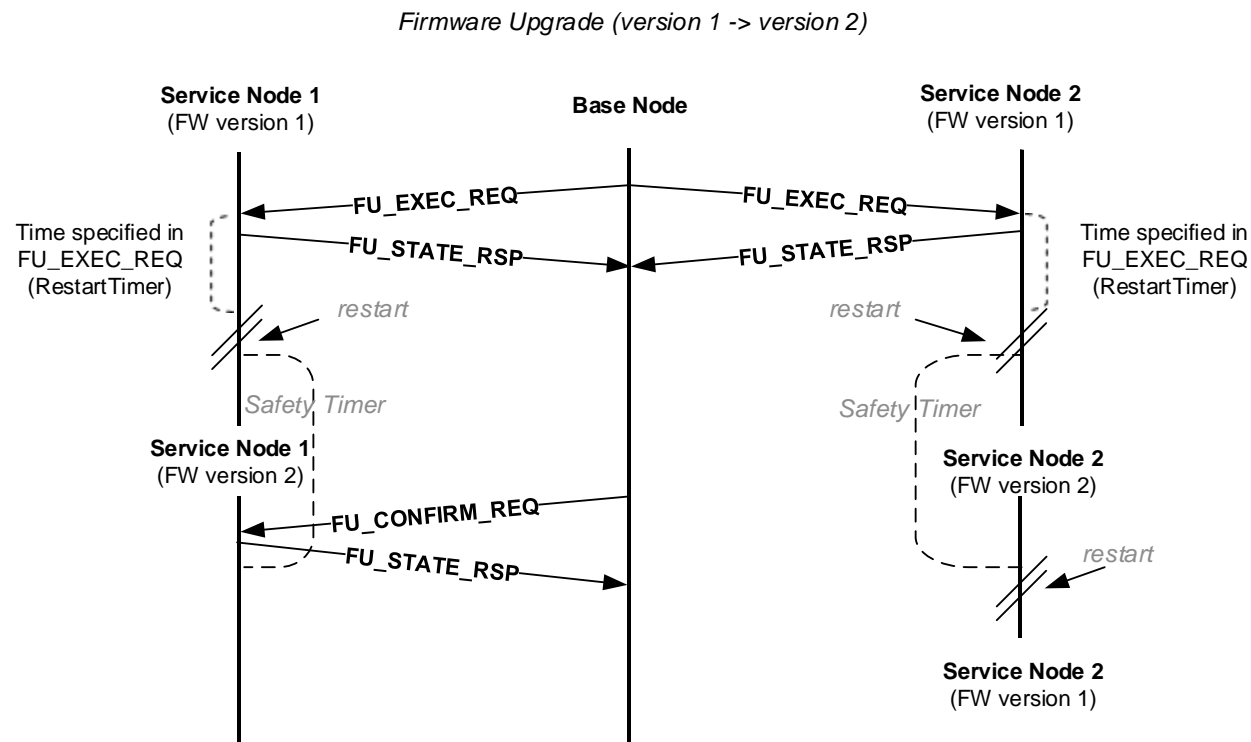 Firmware Upgrade (version 1 -> version 2)
Service Node 1
(FW version 1)
Base Node
Service Node 2
(FW version 1)
FU_EXEC_REQ
FU_EXEC_REQ
Time specified in
FU_EXEC_REQ
(RestartTimer)
FU_STATE_RSP
FU_STATE_RSP
Time specified in
FU_EXEC_REQ
(RestartTimer)
restart
restart
Safety Timer
Safety Timer
Service Node 1
(FW version 2)
Service Node 2
(FW version 2)
FU_CONFIRM_REQ
FU_STATE_RSP
restart
Service Node 2
(FW version 1)